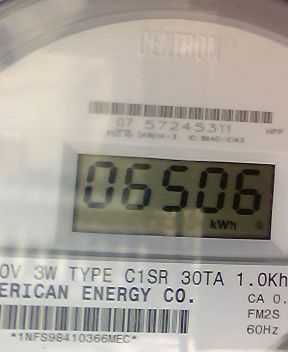 CENTRON®
07 57245311
HPP
06506
kWh
0V 3W TYPE C1SR 30TA 1.0Kh
ERICAN ENERGY CO.
CA 0.
FM2S
60Hz
*1NFS98410366MEC*